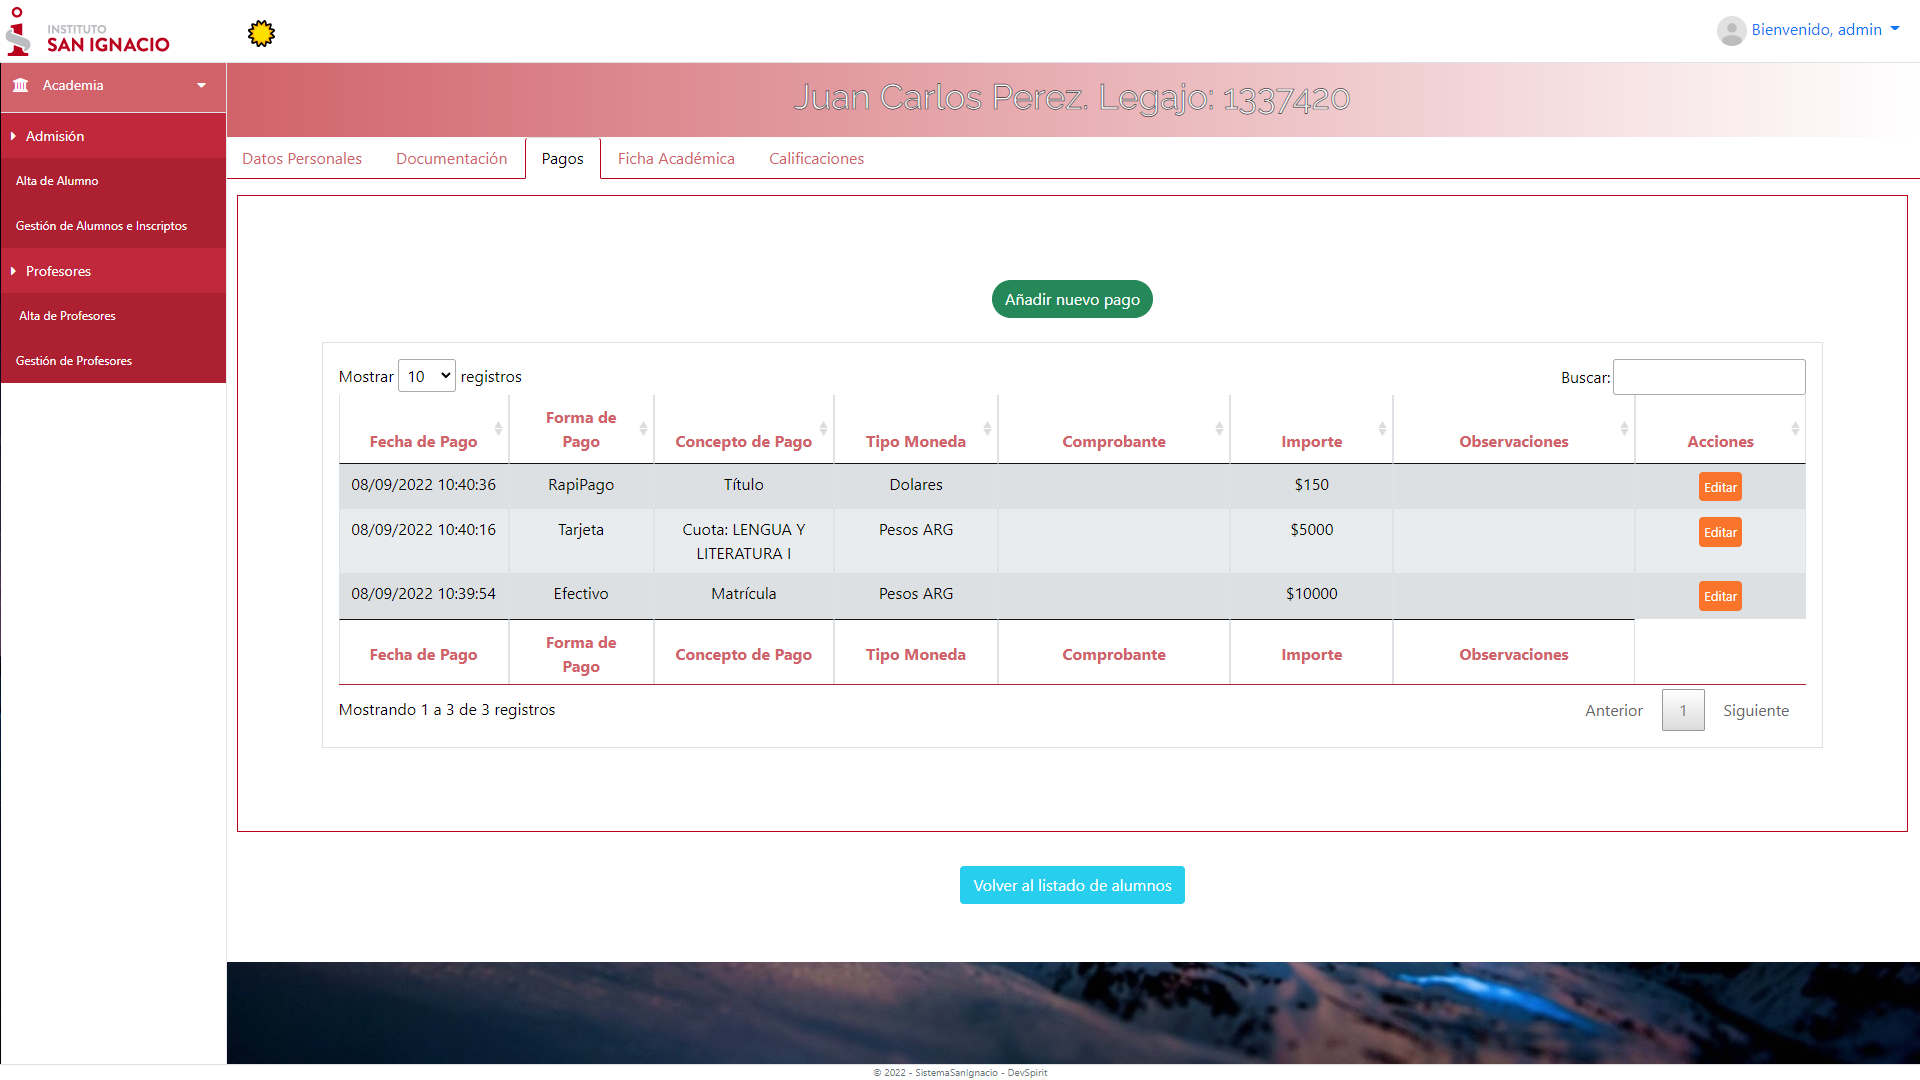 INSTITUTO
SAN IGNACIO
Bienvenido, admin
Academia
Admisión
Alta de Alumno
Gestión de Alumnos e Inscriptos
Profesores
Alta de Profesores
Gestión de Profesores
Juan Carlos Perez. Legajo: 1337420
Datos Personales Documentación Pagos Ficha Académica Calificaciones
Añadir nuevo pago
Mostrar 10 registros
Buscar:
Fecha de Pago Forma de Pago Concepto de Pago Tipo Moneda Comprobante Importe Observaciones Acciones
08/09/2022 10:40:36 RapiPago Título Dolares $150 Editar
08/09/2022 10:40:16 Tarjeta Cuota: LENGUA Y LITERATURA I Pesos ARG $5000 Editar
08/09/2022 10:39:54 Efectivo Matrícula Pesos ARG $10000 Editar
Fecha de Pago Forma de Pago Concepto de Pago Tipo Moneda Comprobante Importe Observaciones
Mostrando 1 a 3 de 3 registros
Anterior 1 Siguiente
Volver al listado de alumnos
© 2022 - SistemaSanIgnacio - DevSpirit